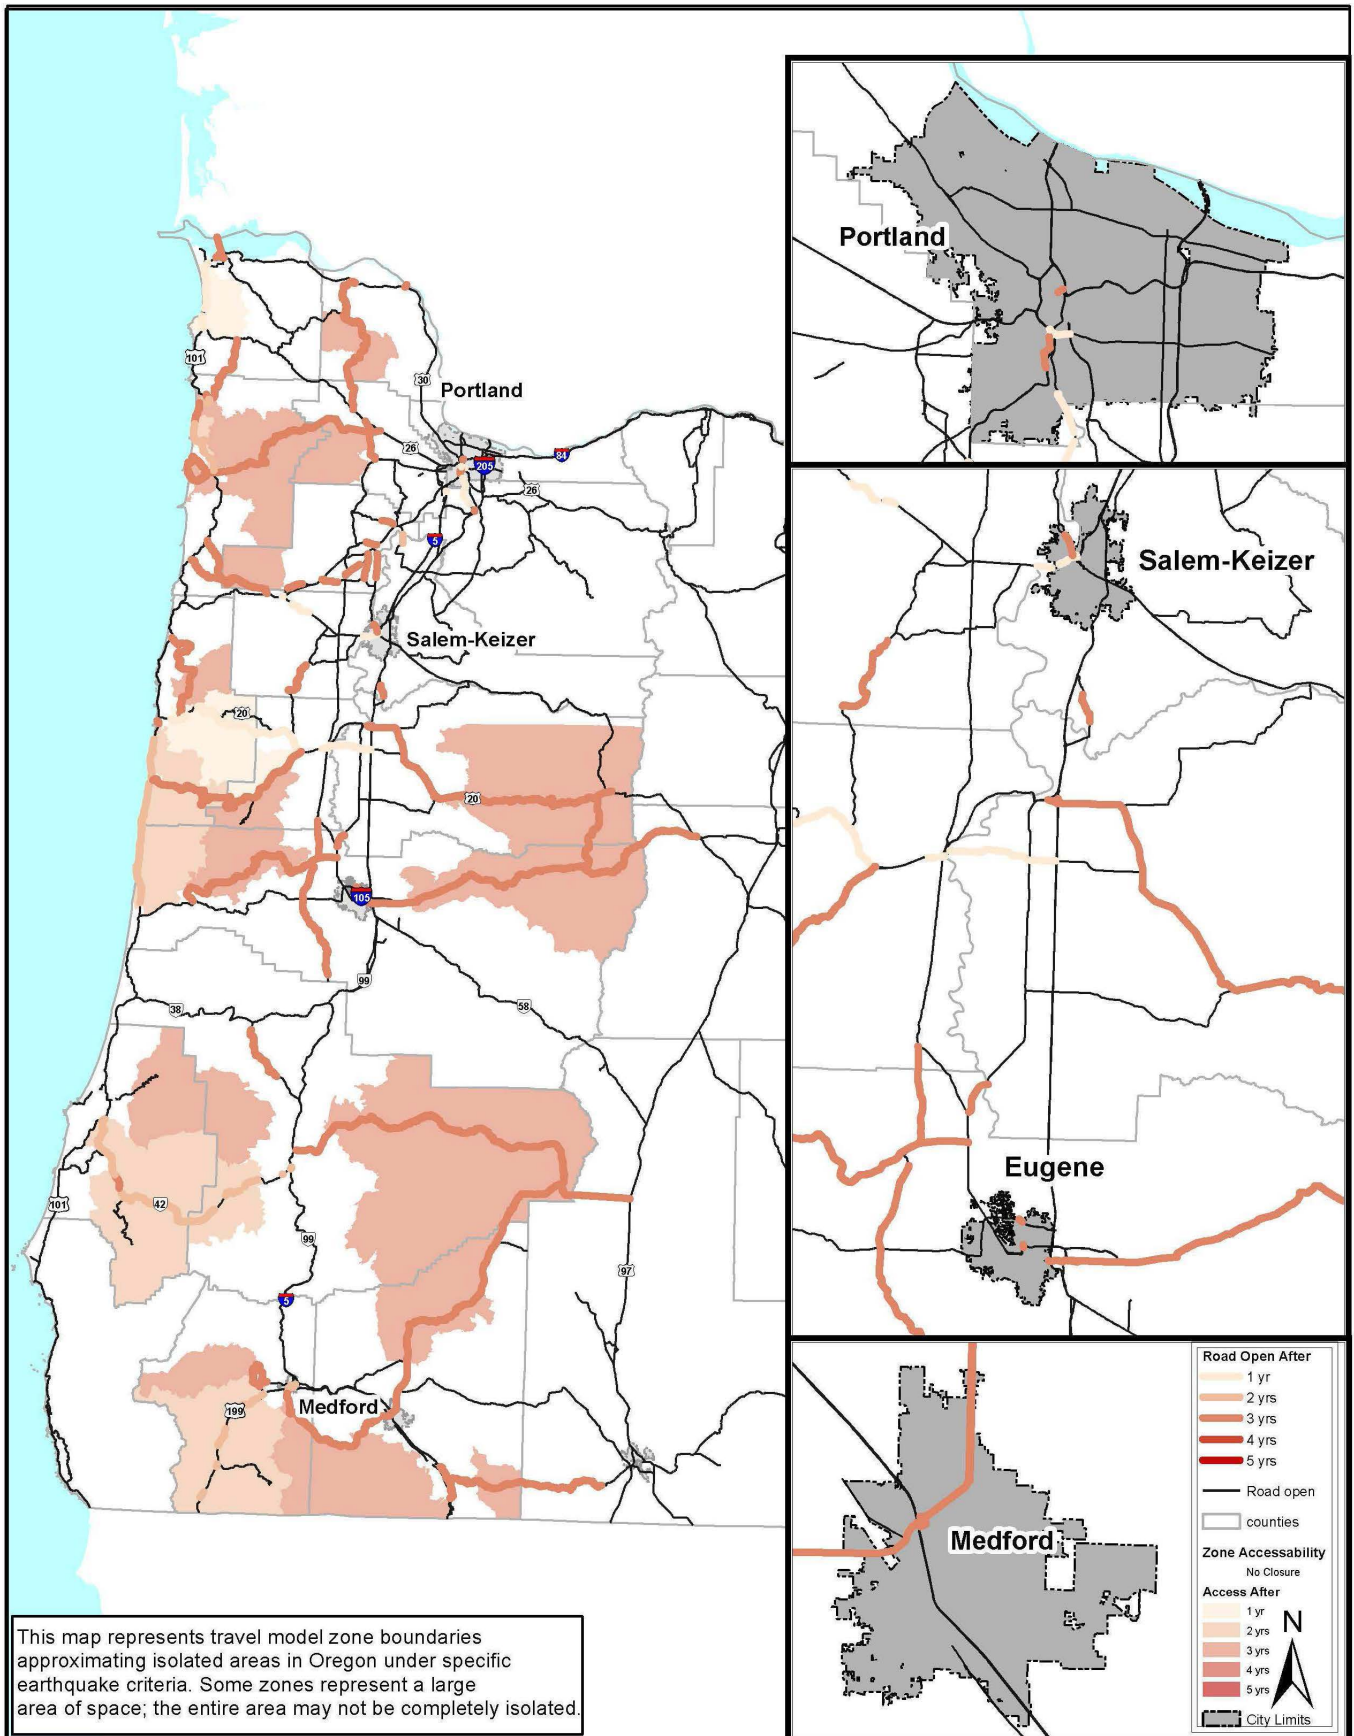 101
30
Portland
26
205
84
26
5
Salem-Keizer
20
20
105
99
38
58
101
42
99
97
5
199
Medford
This map represents travel model zone boundaries
approximating isolated areas in Oregon under specific
earthquake criteria. Some zones represent a large
area of space; the entire area may not be completely isolated.
Portland
Salem-Keizer
Eugene
Medford
Road Open After
1 yr
2 yrs
3 yrs
4 yrs
5 yrs
Road open
counties
Zone Accessability
No Closure
Access After
1 yr
2 yrs
3 yrs
4 yrs
5 yrs
N
City Limits